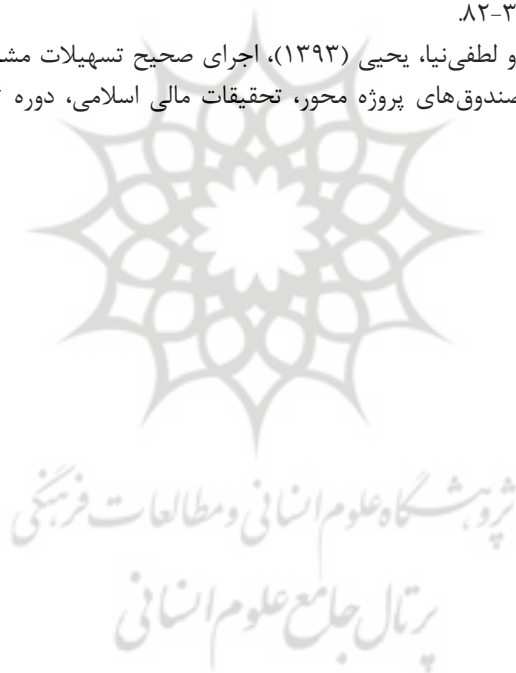 ۸۲-۳.
و لطفی‌نیا، یحیی (۱۳۹۳)، اجرای صحیح تسهیلات
صندوق‌های پروژه محور، تحقیقات مالی اسلامی، دوره
پژوهشگاه علوم انسانی و مطالعات فرهنگی
پرتال جامع علوم انسانی